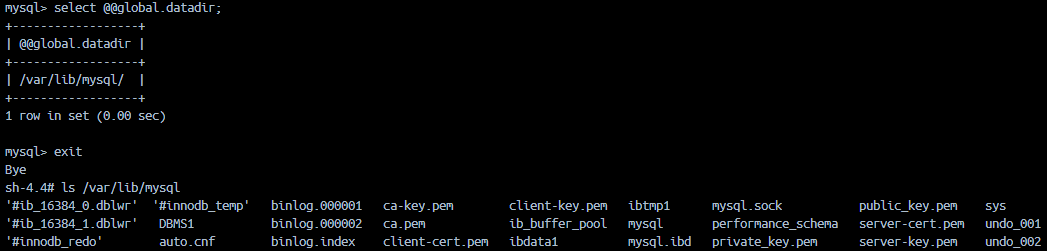 mysql> select @@global.datadir;
+------------------+
| @@global.datadir |
+------------------+
| /var/lib/mysql/  |
+------------------+
1 row in set (0.00 sec)

mysql> exit
Bye
sh-4.4# ls /var/lib/mysql
'#ib_16384_0.dblwr'  '#innodb_temp'   binlog.000001   ca-key.pem        client-key.pem   ibtmp1      mysql.sock           public_key.pem    sys
'#ib_16384_1.dblwr'   DBMS1           binlog.000002   ca.pem            ib_buffer_pool   mysql       performance_schema   server-cert.pem   undo_001
'#innodb_redo'        auto.cnf        binlog.index    client-cert.pem   ibdata1          mysql.ibd   private_key.pem      server-key.pem    undo_002